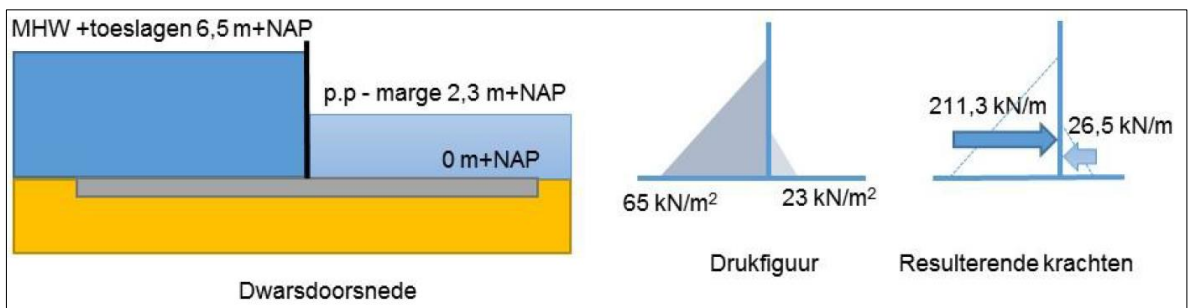 MHW +toeslagen 6,5 m+NAP
p.p - marge 2,3 m+NAP
0 m+NAP
Dwarsdoorsnede
65 kN/m²
23 kN/m²
Drukfiguur
211,3 kN/m
26,5 kN/m
Resulterende krachten